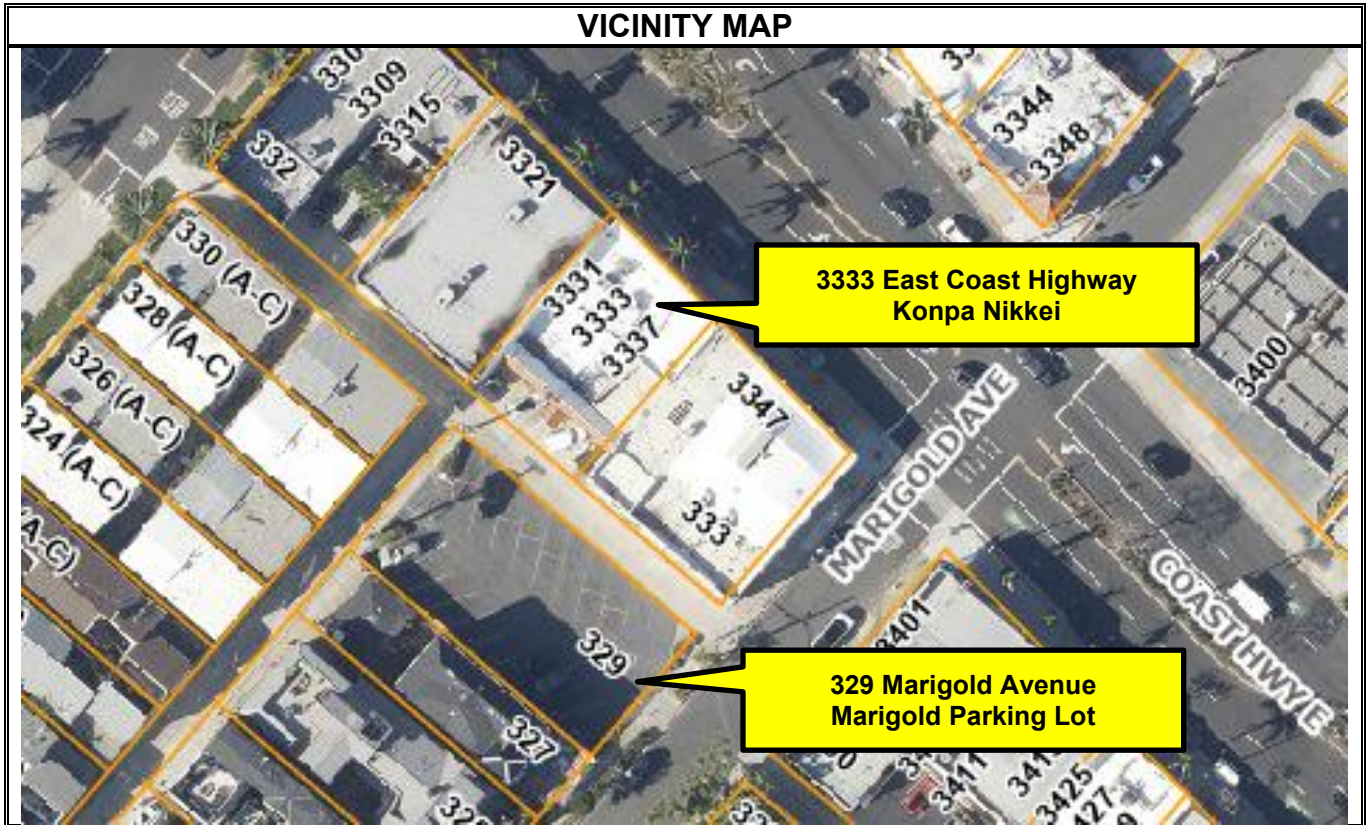 VICINITY MAP
3309
3315
332
3321
3344
3348
330 (A-C)
328 (A-C)
326 (A-C)
324 (A-C)
3331
3333
3337
3333 East Coast Highway
Konpa Nikkei
3400
3347
333
MARIGOLD AVE
COAST HWY E
329
3401
329 Marigold Avenue
Marigold Parking Lot
327
3411
3425